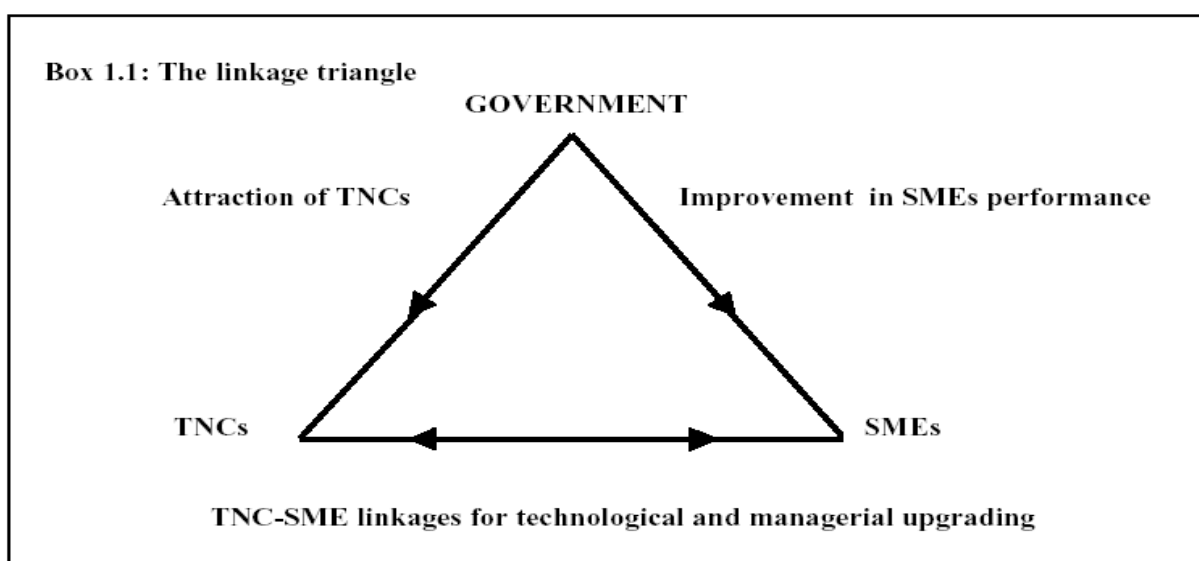 Box 1.1: The linkage triangle
GOVERNMENT
Attraction of TNCs
Improvement in SMEs performance
TNCs
SMEs
TNC-SME linkages for technological and managerial upgrading